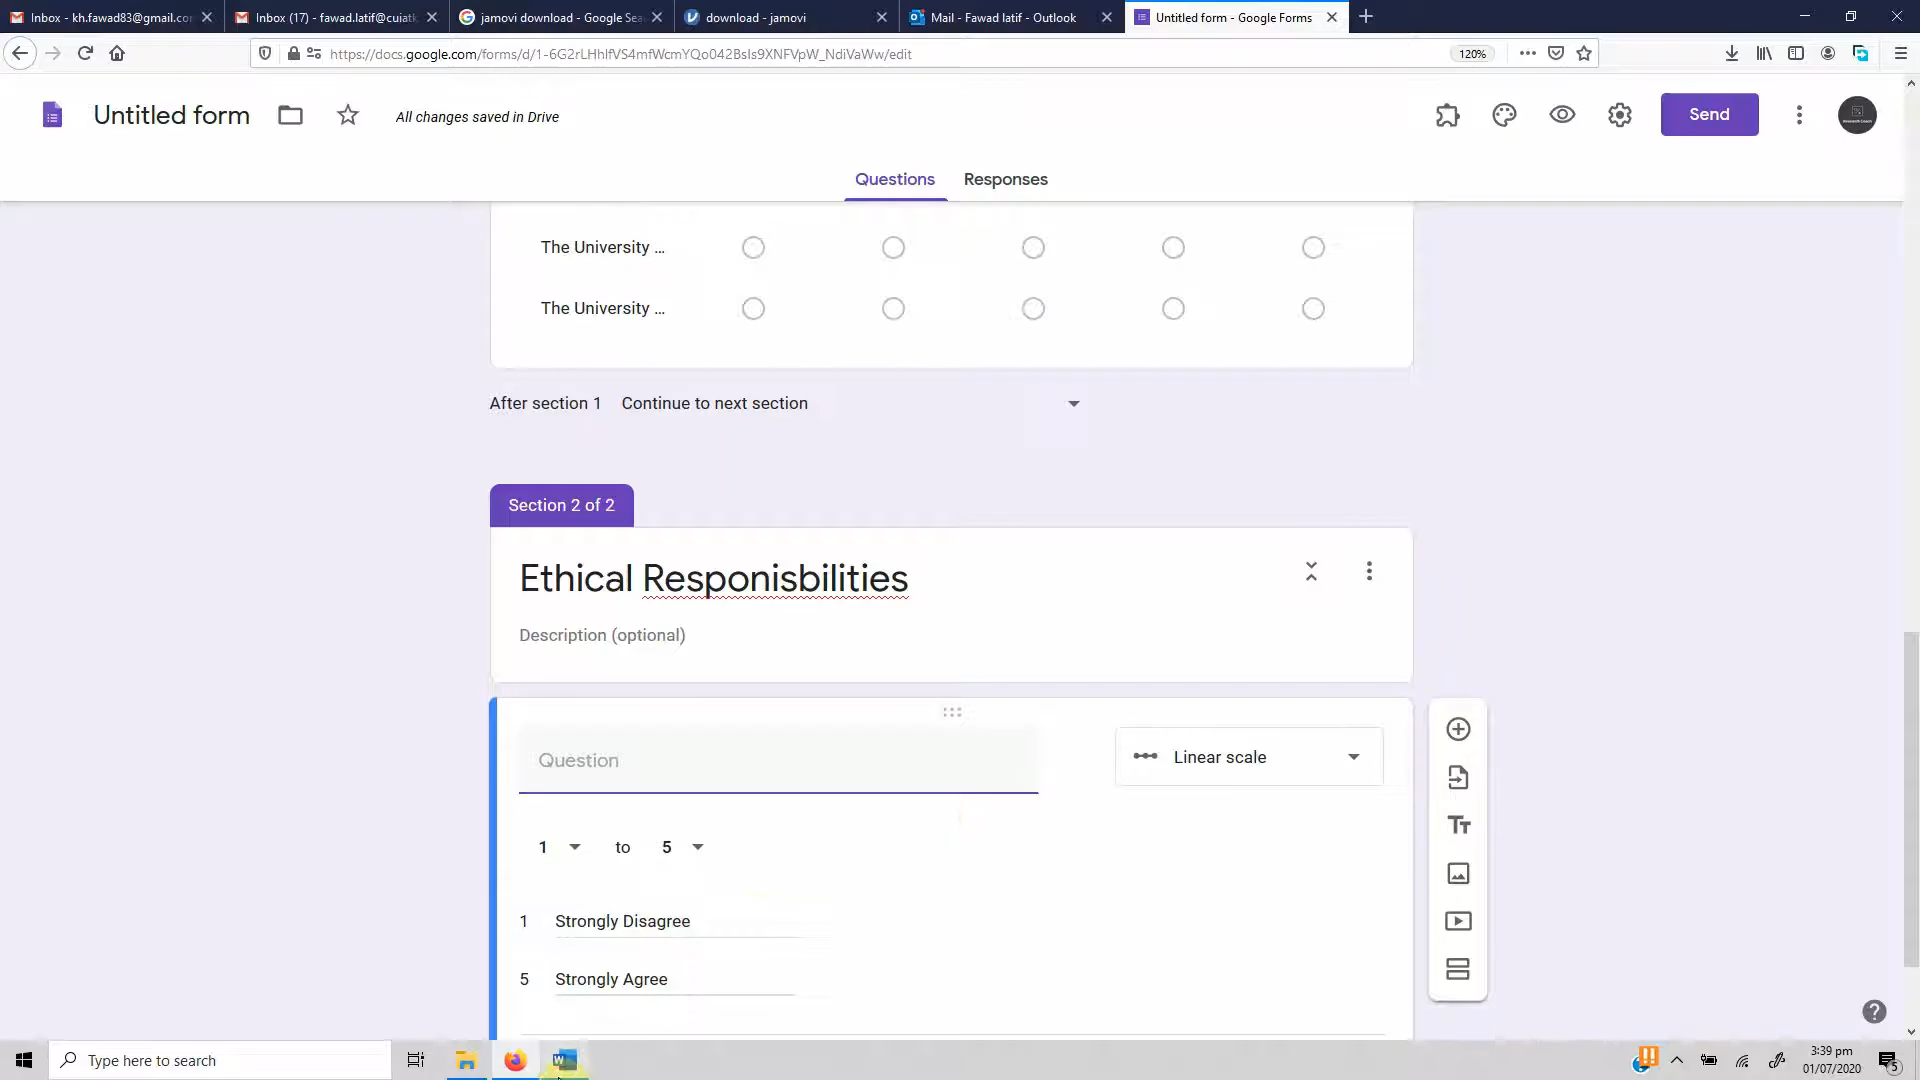 Inbox - kh.fawad83@gmail.co
Inbox (17) - fawad.latif@cuiatk
jamovi download - Google Sea
download - jamovi
Mail - Fawad latif - Outlook
Untitled form - Google Forms
https://docs.google.com/forms/d/1-6G2rLHhlfVS4mfWcmYQo042BsIs9XNFVpW_NdiVaWw/edit
120%
Untitled form
All changes saved in Drive
Send
Questions
Responses
The University ...
The University ...
After section 1 Continue to next section
Section 2 of 2
Ethical Responisbilities
Description (optional)
Question
Linear scale
1 to 5
1 Strongly Disagree
5 Strongly Agree
Type here to search
3:39 pm
01/07/2020
5